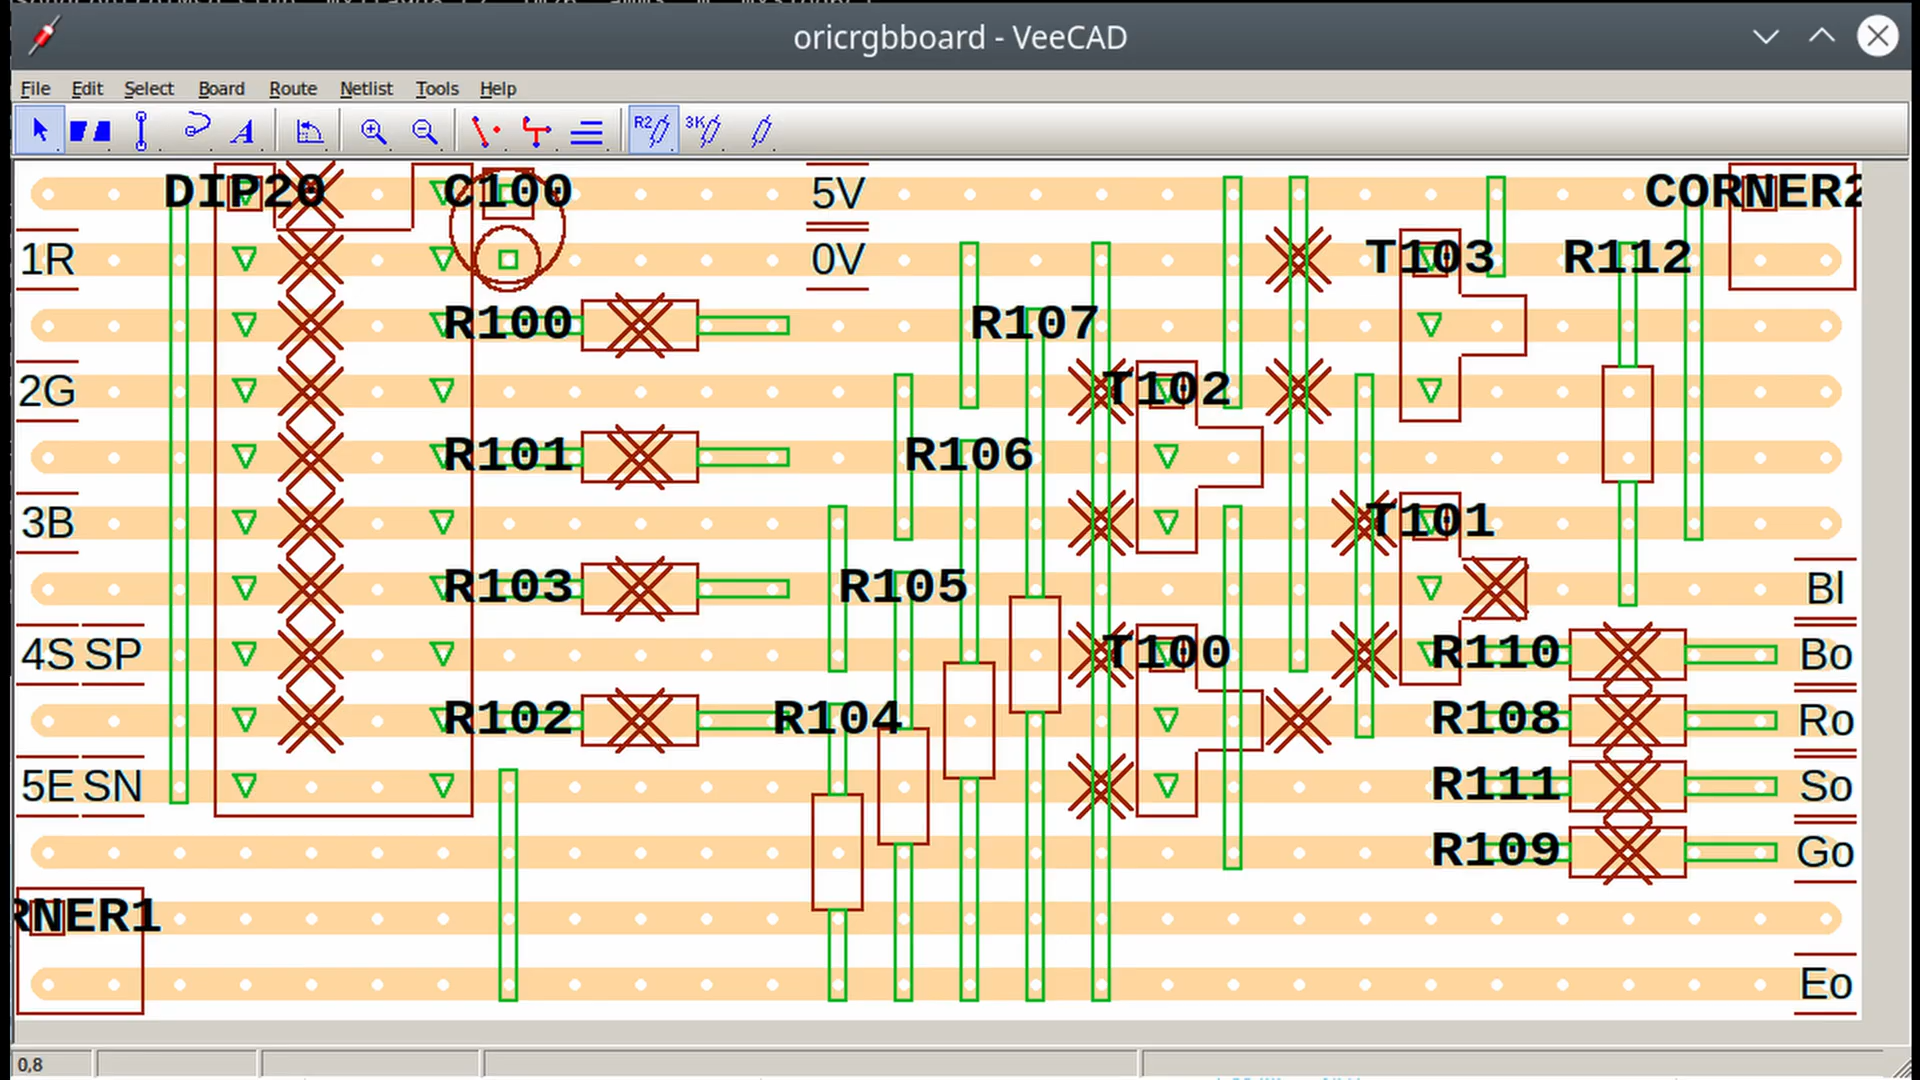 oricrgbboard - VeeCAD
File Edit Select Board Route Netlist Tools Help
R2 3K
DIP20 C100 5V CORNER2
1R 0V T103 R112
R100 R107
2G T102
R101 R106
3B T101
R103 R105 Bl
4S SP T100 R110 Bo
R102 R104 R108 Ro
5E SN R111 So
R109 Go
RNER1
Eo
0,8